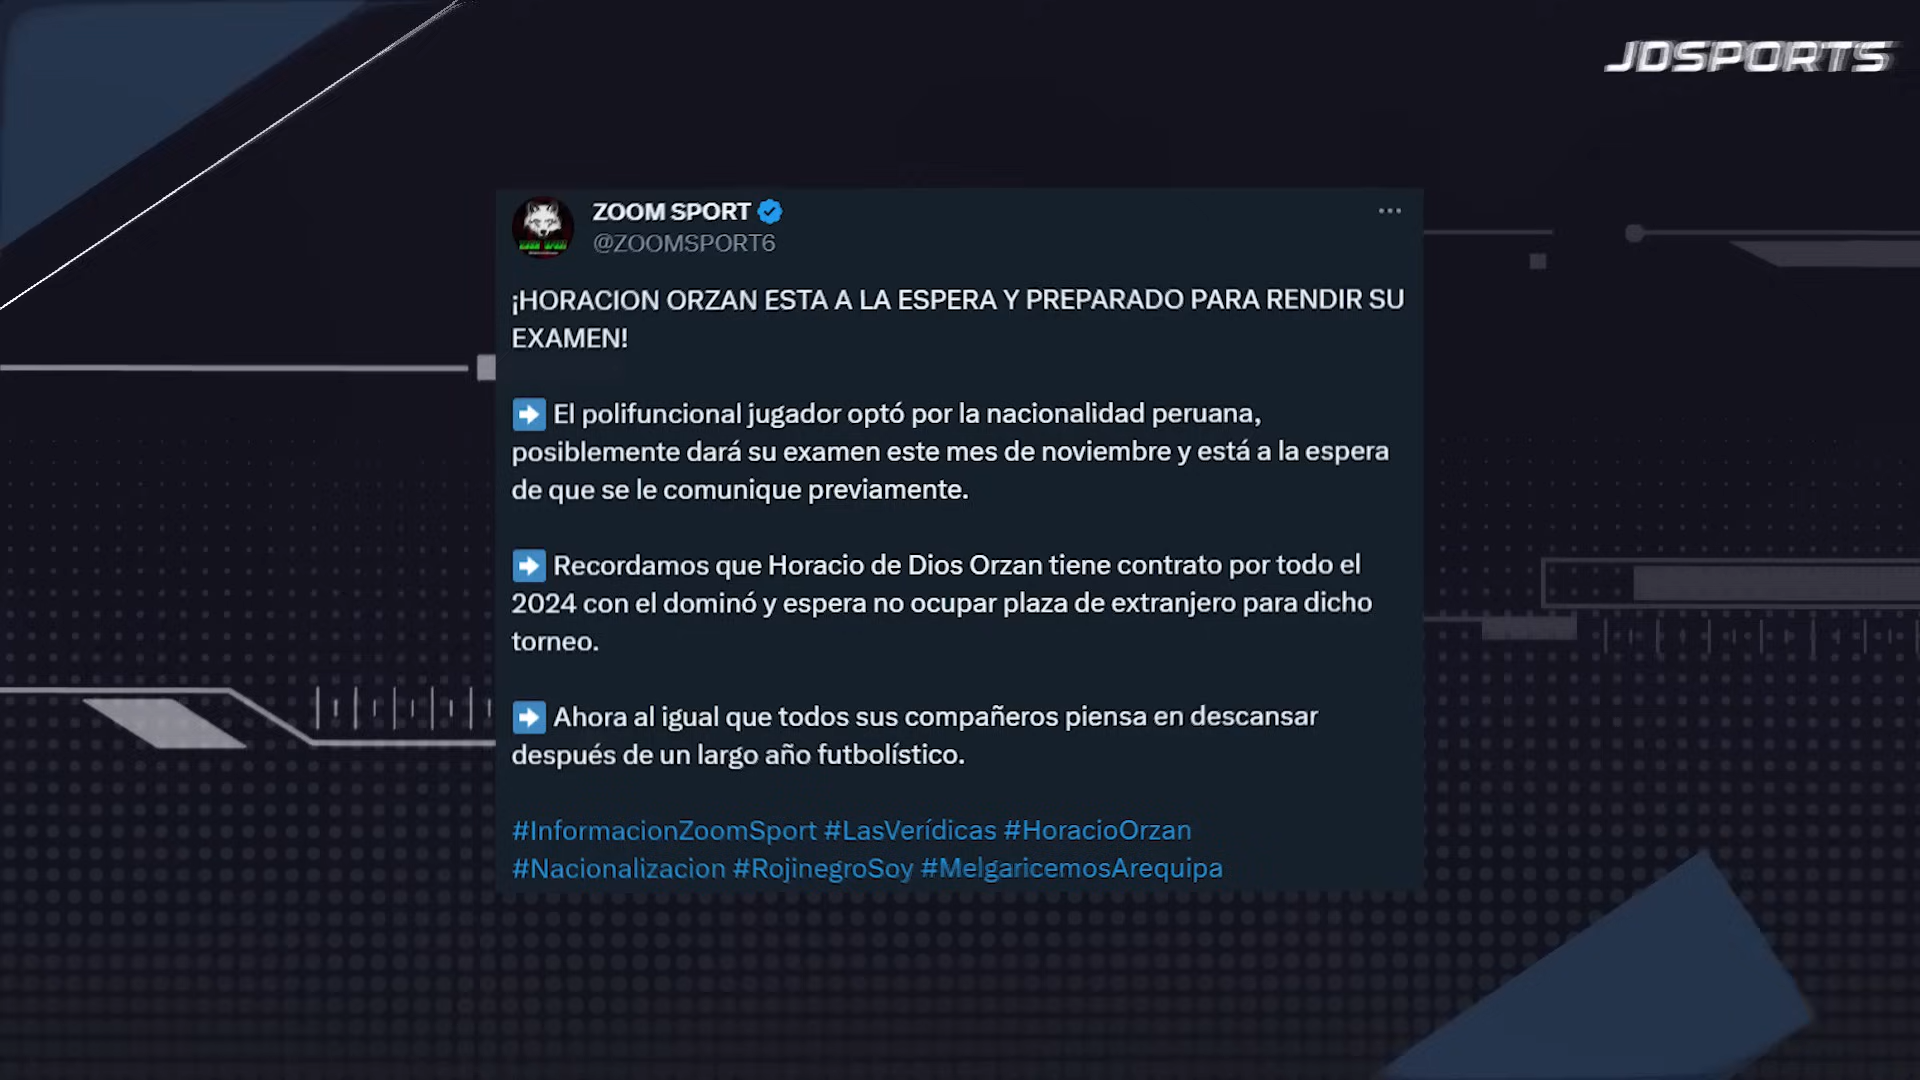 JDSPORTS
ZOOM SPORT
@ZOOMSPORT6
¡HORACION ORZAN ESTA A LA ESPERA Y PREPARADO PARA RENDIR SU
EXAMEN!
➡ El polifuncional jugador optó por la nacionalidad peruana,
posiblemente dará su examen este mes de noviembre y está a la espera
de que se le comunique previamente.
➡ Recordamos que Horacio de Dios Orzan tiene contrato por todo el
2024 con el dominó y espera no ocupar plaza de extranjero para dicho
torneo.
➡ Ahora al igual que todos sus compañeros piensa en descansar
después de un largo año futbolístico.
#InformacionZoomSport #LasVerídicas #HoracioOrzan
#Nacionalizacion #RojinegroSoy #MelgaricemosArequipa